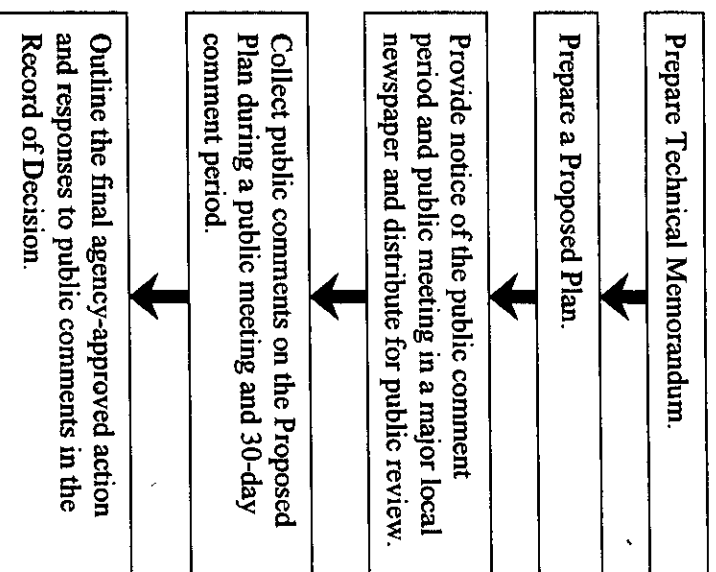 Prepare Technical Memorandum.
Prepare a Proposed Plan.
Provide notice of the public comment
period and public meeting in a major local
newspaper and distribute for public review.
Collect public comments on the Proposed
Plan during a public meeting and 30-day
comment period.
Outline the final agency-approved action
and responses to public comments in the
Record of Decision.